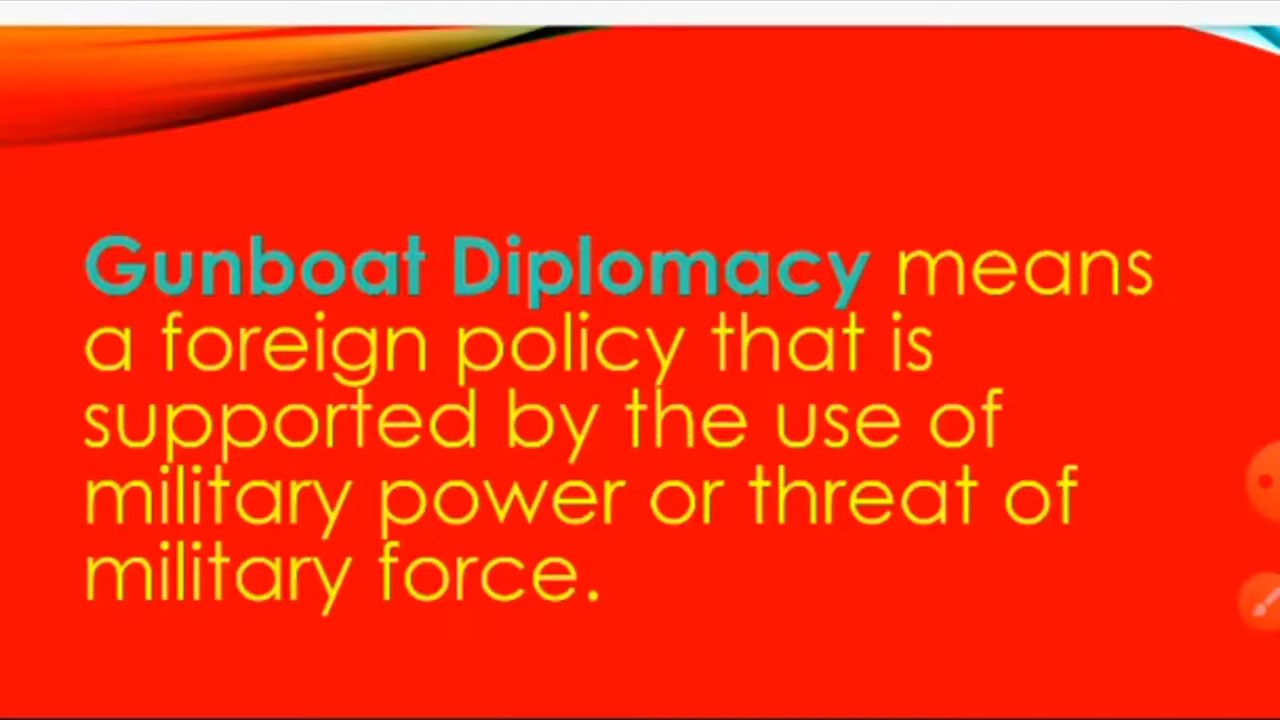 Gunboat Diplomacy means
a foreign policy that is
supported by the use of
military power or threat of
military force.